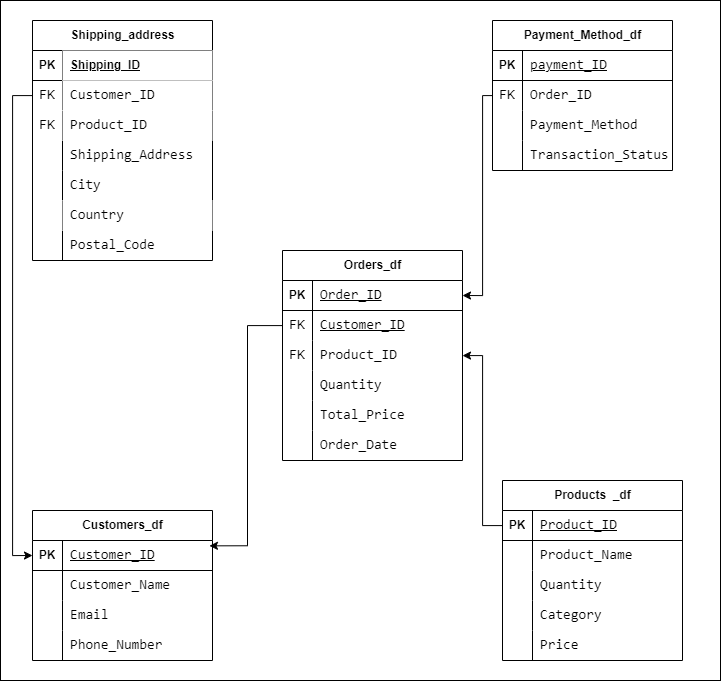 Shipping_address
PK Shipping_ID
FK Customer_ID
FK Product_ID
Shipping_Address
City
Country
Postal_Code
Payment_Method_df
PK payment_ID
FK Order_ID
Payment_Method
Transaction_Status
Orders_df
PK Order_ID
FK Customer_ID
FK Product_ID
Quantity
Total_Price
Order_Date
Customers_df
PK Customer_ID
Customer_Name
Email
Phone_Number
Products _df
PK Product_ID
Product_Name
Quantity
Category
Price